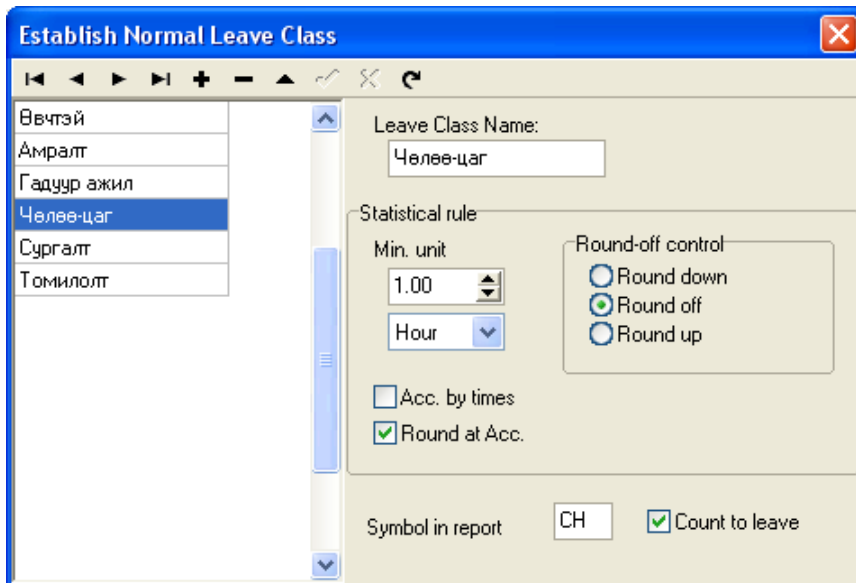 Establish Normal Leave Class
Өвчтэй
Амралт
Гадуур ажил
Чөлөө-цаг
Сургалт
Томилолт
Leave Class Name:
Чөлөө-цаг
Statistical rule
Min. unit
1.00
Hour
Round-off control
Round down
Round off
Round up
Acc. by times
Round at Acc.
Symbol in report
CH
Count to leave